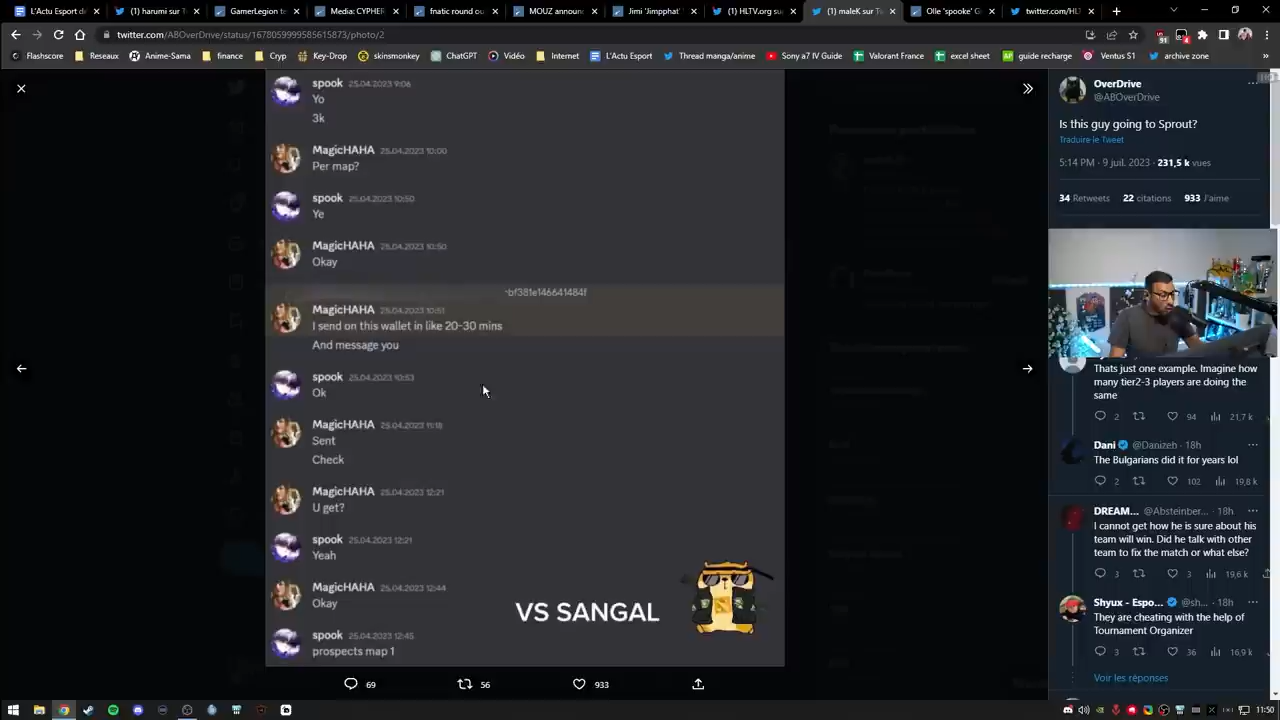 L'Actu Esport di
(1) harumi sur T
GamerLegion te
Media: CYPHER
fnatic round ou
MOUZ announc
Jimi 'Jimpphat'
(1) HLTV.org su
(1) maleK sur Tw
Olle 'spooke' G
twitter.com/HL
twitter.com/ABOverDrive/status/1678059999585615873/photo/2
Flashscore
Reseaux
Anime-Sama
finance
Cryp
Key-Drop
skinsmonkey
ChatGPT
Vidéo
Internet
L'Actu Esport
Thread manga/anime
Sony a7 IV Guide
Valorant France
excel sheet
guide recharge
Ventus S1
archive zone
spook 25.04.2023 9:06
Yo
3k
MagicHAHA 25.04.2023 10:00
Per map?
spook 25.04.2023 10:50
Ye
MagicHAHA 25.04.2023 10:50
Okay
-bf381e146641484f
MagicHAHA 25.04.2023 10:51
I send on this wallet in like 20-30 mins
And message you
spook 25.04.2023 10:53
Ok
MagicHAHA 25.04.2023 11:18
Sent
Check
MagicHAHA 25.04.2023 12:21
U get?
spook 25.04.2023 12:21
Yeah
MagicHAHA 25.04.2023 12:44
Okay
spook 25.04.2023 12:45
prospects map 1
VS SANGAL
69
56
933
OverDrive
@ABOverDrive
Is this guy going to Sprout?
Traduire le Tweet
5:14 PM · 9 juil. 2023 · 231,5 k vues
34 Retweets 22 citations 933 J'aime
Thats just one example. Imagine how
many tier2-3 players are doing the
same
2 94 21,7 k
Dani @Danizeh · 18h
The Bulgarians did it for years lol
2 102 19,8 k
DREAM... @Absteinber... · 18h
I cannot get how he is sure about his
team will win. Did he talk with other
team to fix the match or what else?
3 3 19,6 k
Shyux - Espo... @sh... · 18h
They are cheating with the help of
Tournament Organizer
3 36 16,9 k
Voir les réponses
11:50